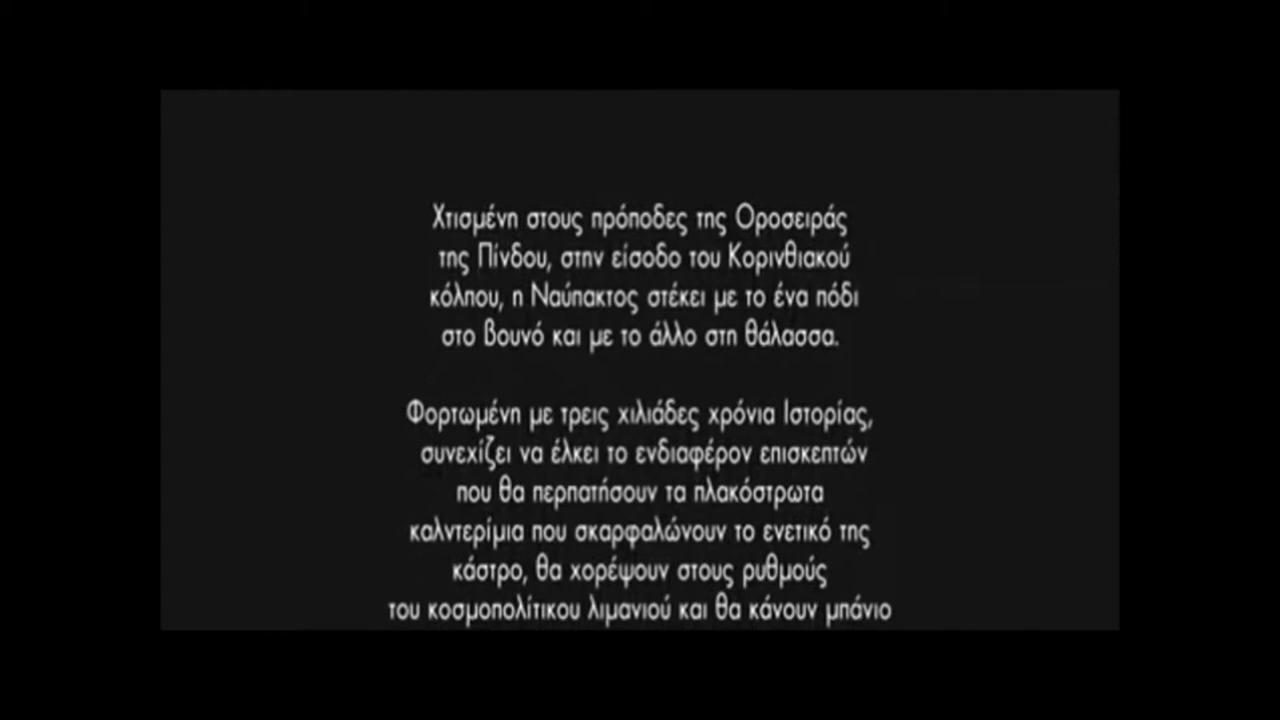 Χτισμένη στους πρόποδες της Οροσειράς
της Πίνδου, στην είσοδο του Κορινθιακού
κόλπου, η Ναύπακτος στέκει με το ένα πόδι
στο βουνό και με το άλλο στη θάλασσα.
Φορτωμένη με τρεις χιλιάδες χρόνια Ιστορίας,
συνεχίζει να έλκει το ενδιαφέρον επισκεπτών
που θα περπατήσουν τα πλακόστρωτα
καλντερίμια που σκαρφαλώνουν το ενετικό της
κάστρο, θα χορέψουν στους ρυθμούς
του κοσμοπολίτικου λιμανιού και θα κάνουν μπάνιο